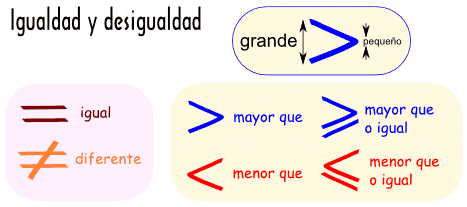 Igualdad y desigualdad
grande > pequeño
= igual
≠ diferente
> mayor que
≥ mayor que
o igual
< menor que
≤ menor que
o igual